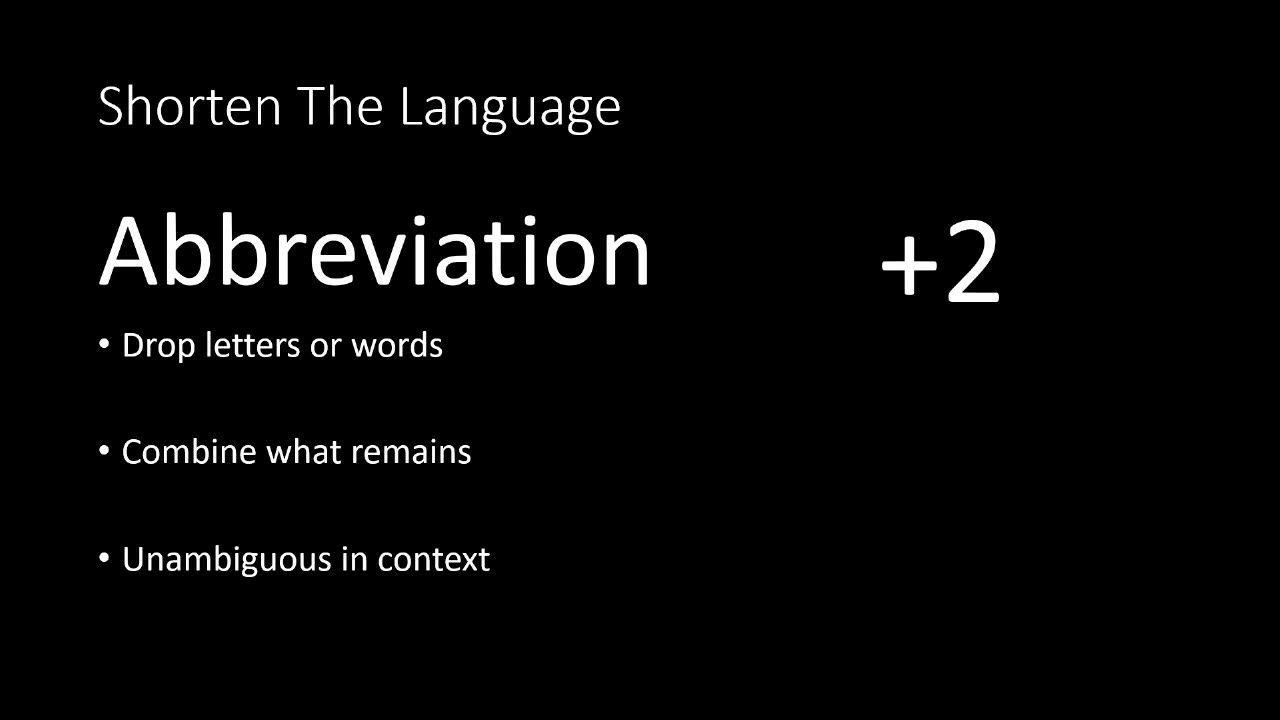 Shorten The Language
Abbreviation
+2
• Drop letters or words
• Combine what remains
• Unambiguous in context